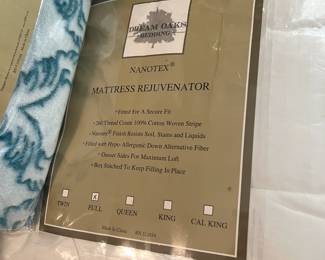 DREAM OAKS
BEDDING
NANOTEX®
MATTRESS REJUVENATOR
• Fitted For A Secure Fit
Thread Count 100% Cotton Woven Stripe
• Nanotex® Finish Resists Soil, Stains and Liquids
• Filled with Hypo-Allergenic Down Alternative Fiber
• Gusset Sides For Maximum Loft
• Box Stitched To Keep Filling In Place
TWIN
FULL
QUEEN
KING
CAL KING
Made In China